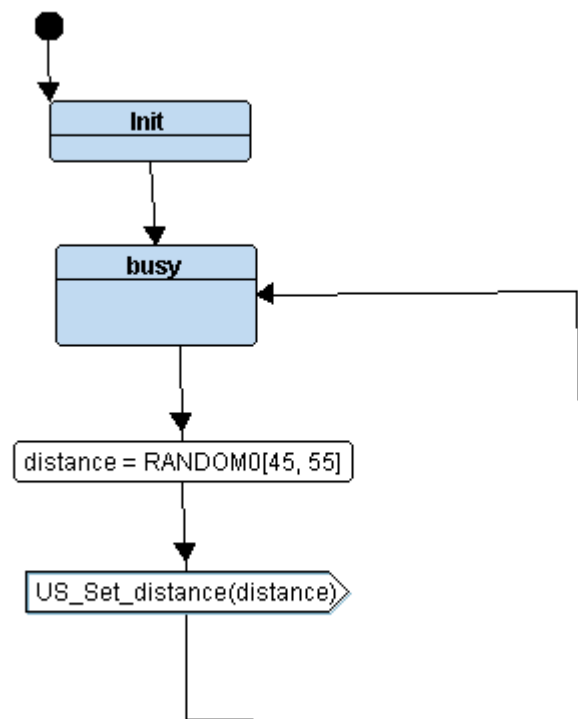 Init
busy
distance = RANDOM0[45, 55]
US_Set_distance(distance)